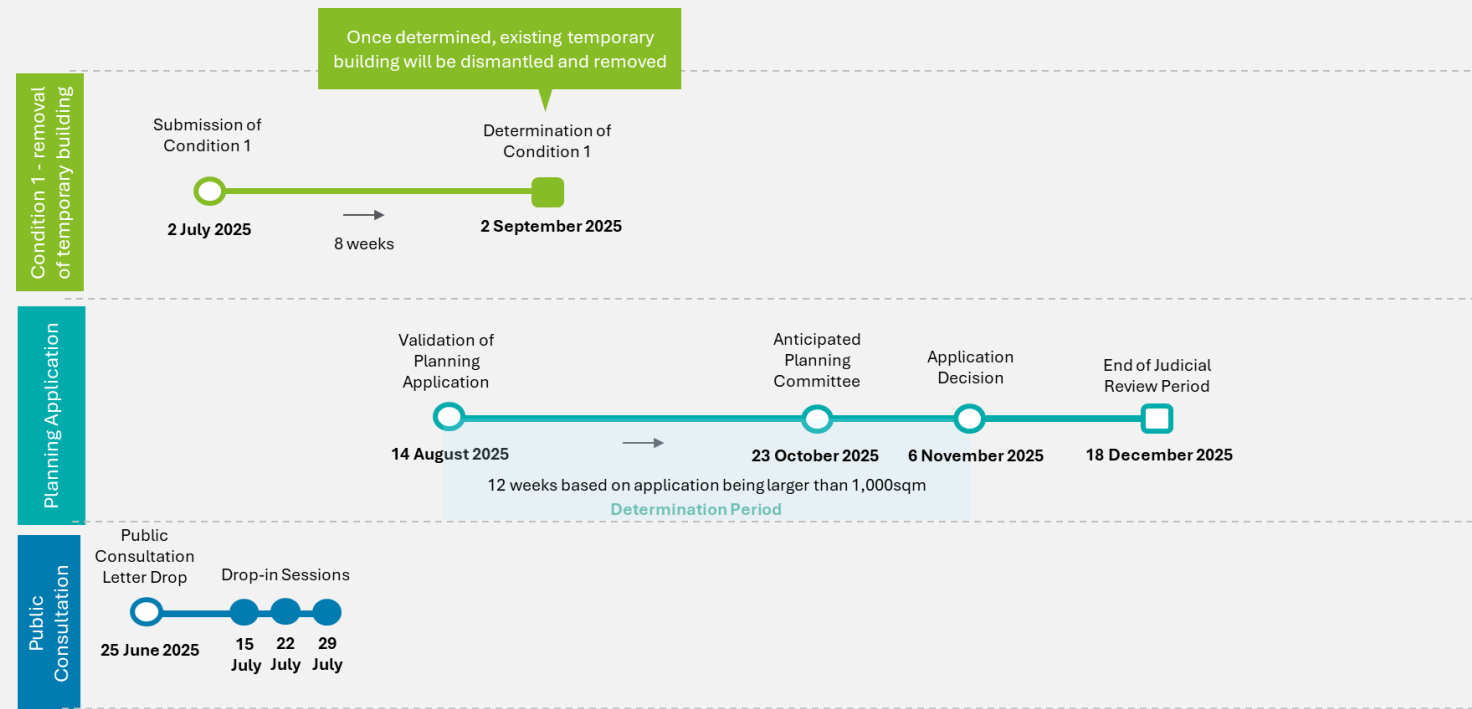 Once determined, existing temporary
building will be dismantled and removed
Condition 1 - removal
of temporary building
Submission of
Condition 1
2 July 2025
8 weeks
Determination of
Condition 1
2 September 2025
Planning Application
Validation of
Planning
Application
14 August 2025
Anticipated
Planning
Committee
23 October 2025
Application
Decision
6 November 2025
End of Judicial
Review Period
18 December 2025
12 weeks based on application being larger than 1,000sqm
Determination Period
Public
Consultation
Public
Consultation
Letter Drop
25 June 2025
Drop-in Sessions
15
July
22
July
29
July